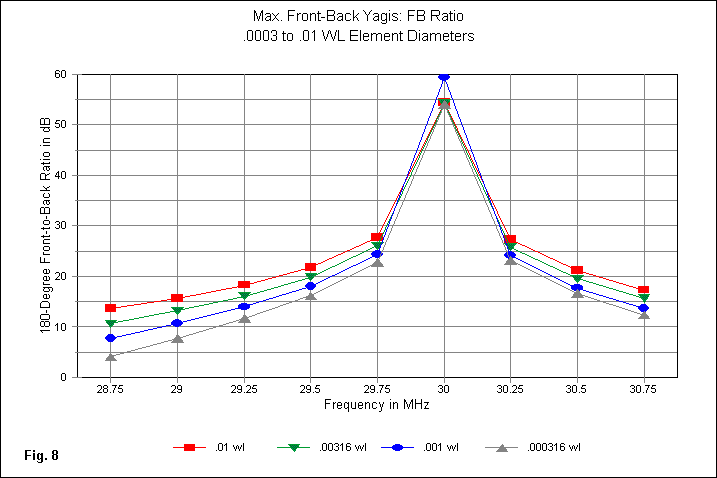 Max. Front-Back Yagis: FB Ratio
.0003 to .01 WL Element Diameters
180-Degree Front-to-Back Ratio in dB
60
50
40
30
20
10
0
28.75 29 29.25 29.5 29.75 30 30.25 30.5 30.75
Frequency in MHz
.01 wl .00316 wl .001 wl .000316 wl
Fig. 8